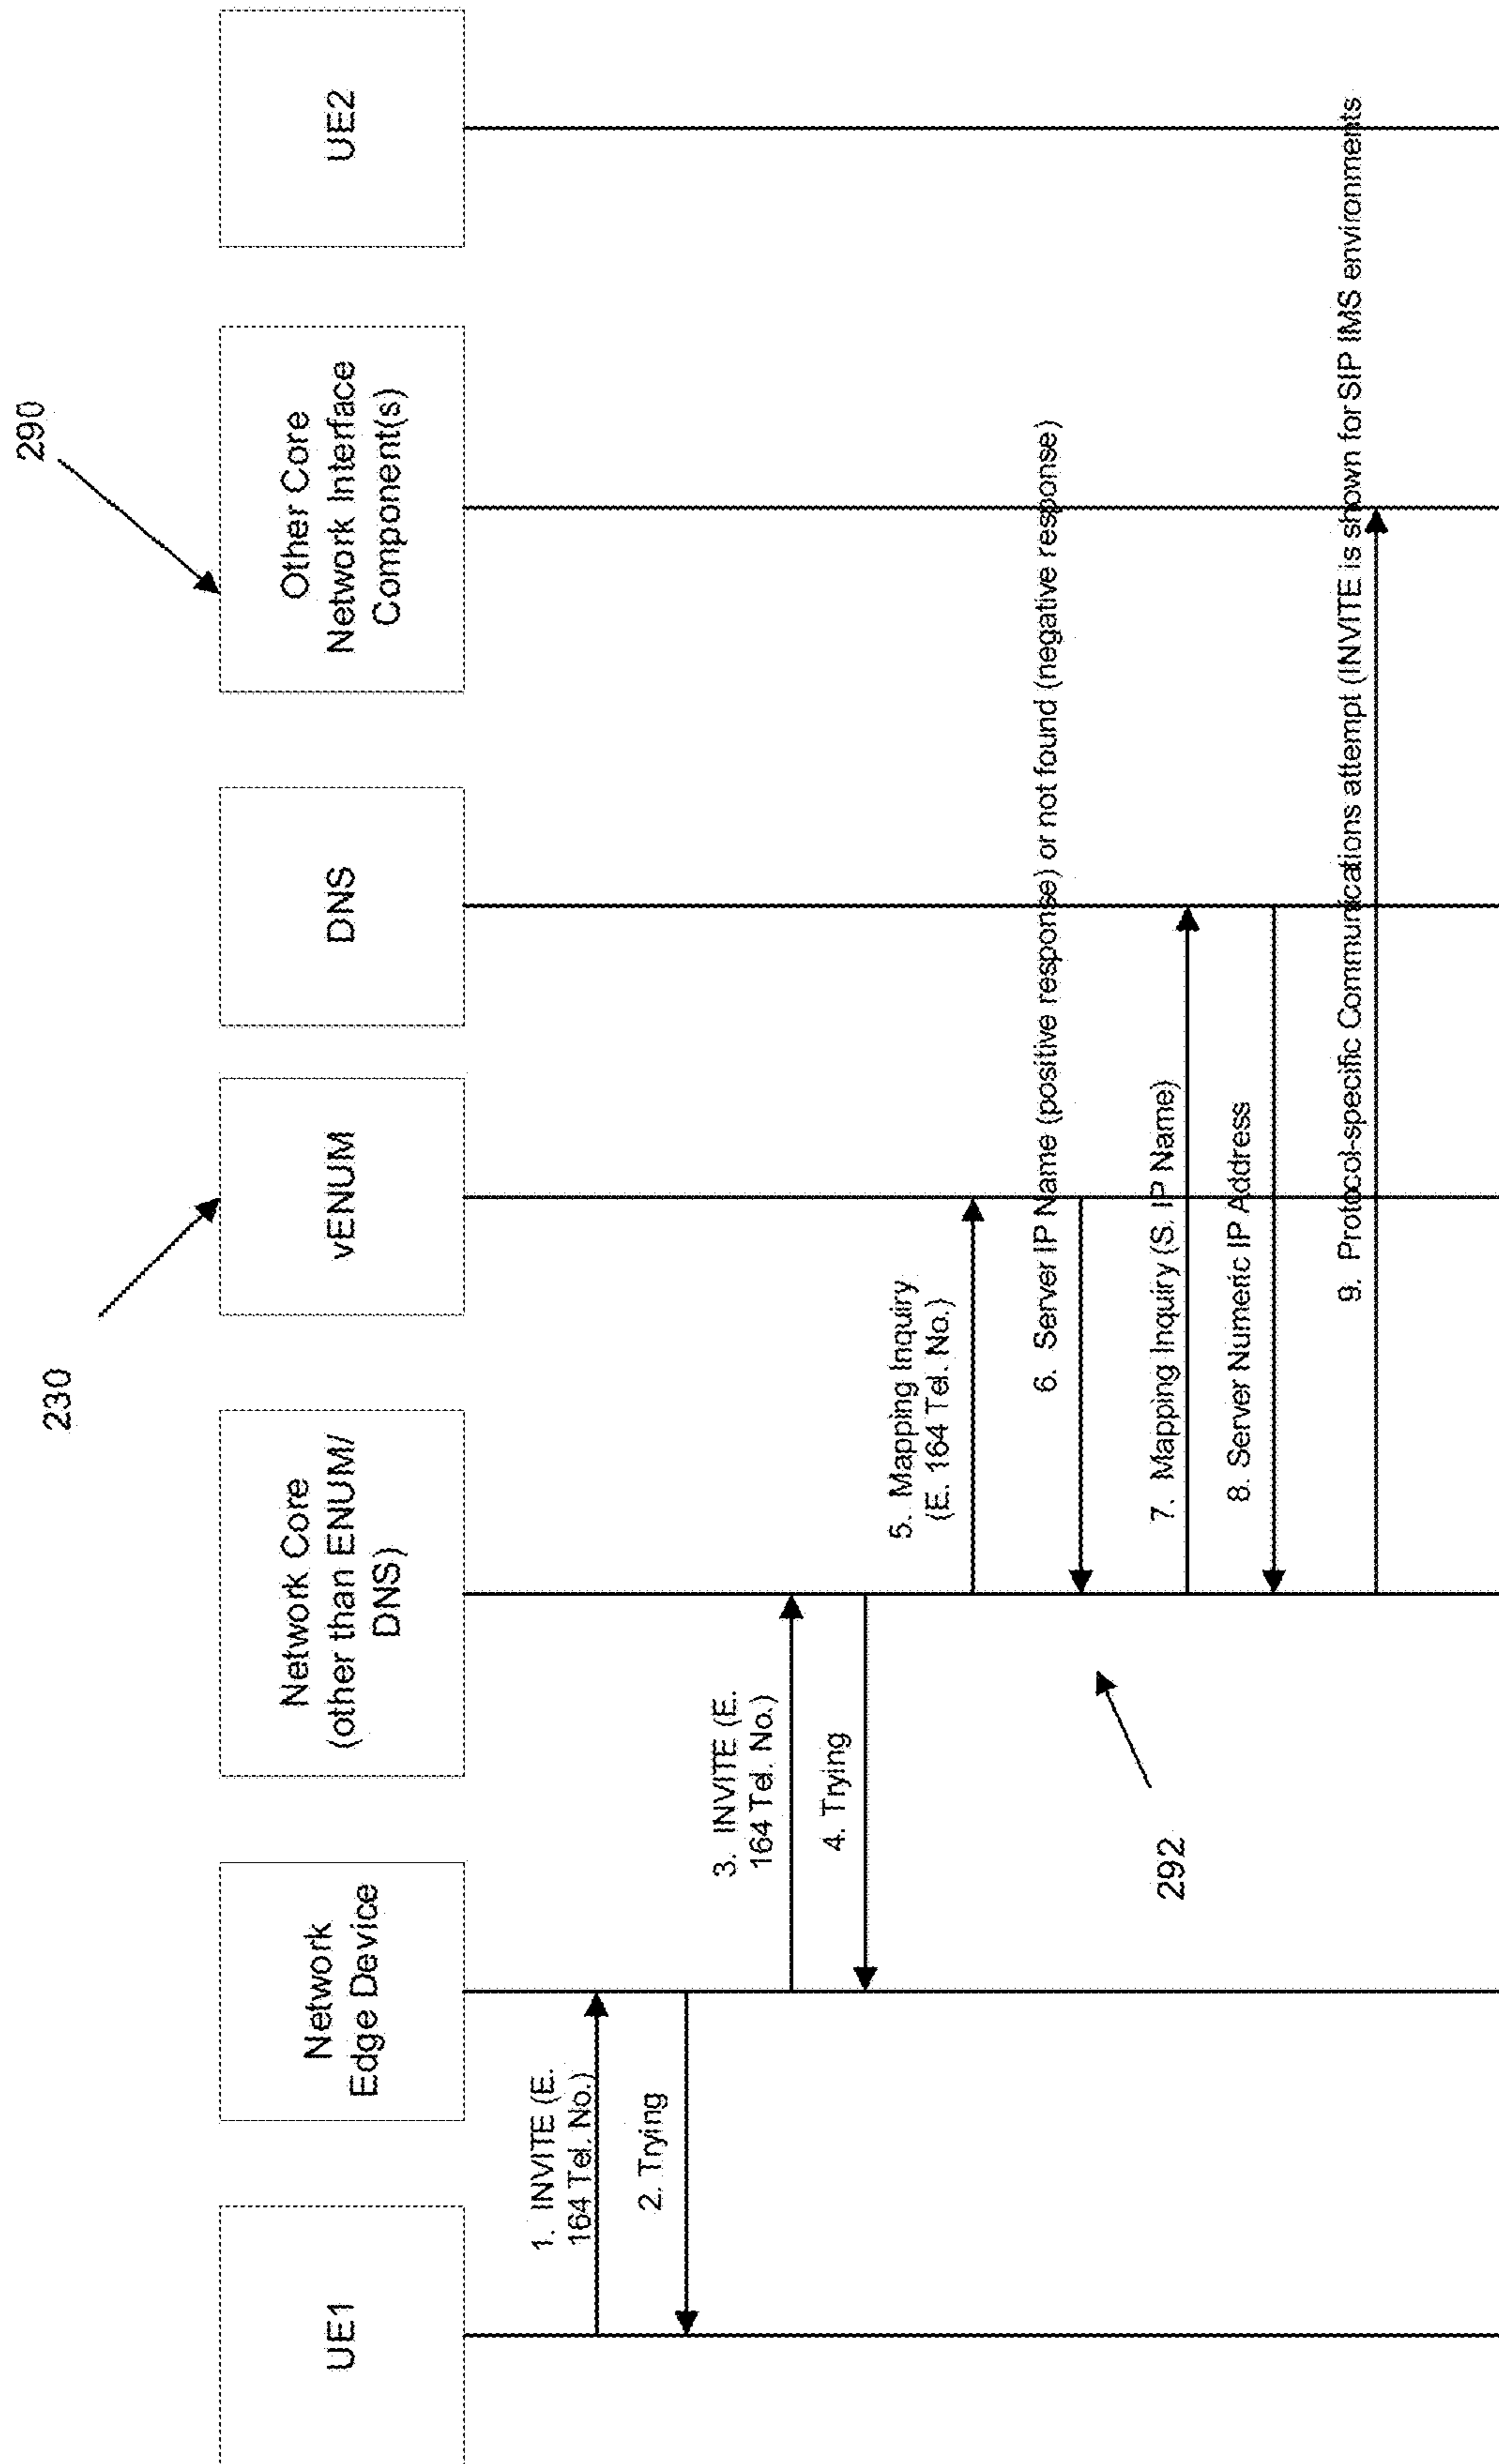 290
230
UE1
Network
Edge Device
Network Core
(other than ENUM/
DNS)
vENUM
DNS
Other Core
Network Interface
Component(s)
UE2
1. INVITE (E.
164 Tel. No.)
2. Trying
3. INVITE (E.
164 Tel. No.)
4. Trying
5. Mapping Inquiry
(E. 164 Tel. No.)
6. Server IP Name (positive response) or not found (negative response)
292
7. Mapping Inquiry (S. IP Name)
8. Server Numeric IP Address
9. Protocol-specific Communications attempt (INVITE is shown for SIP IMS environments